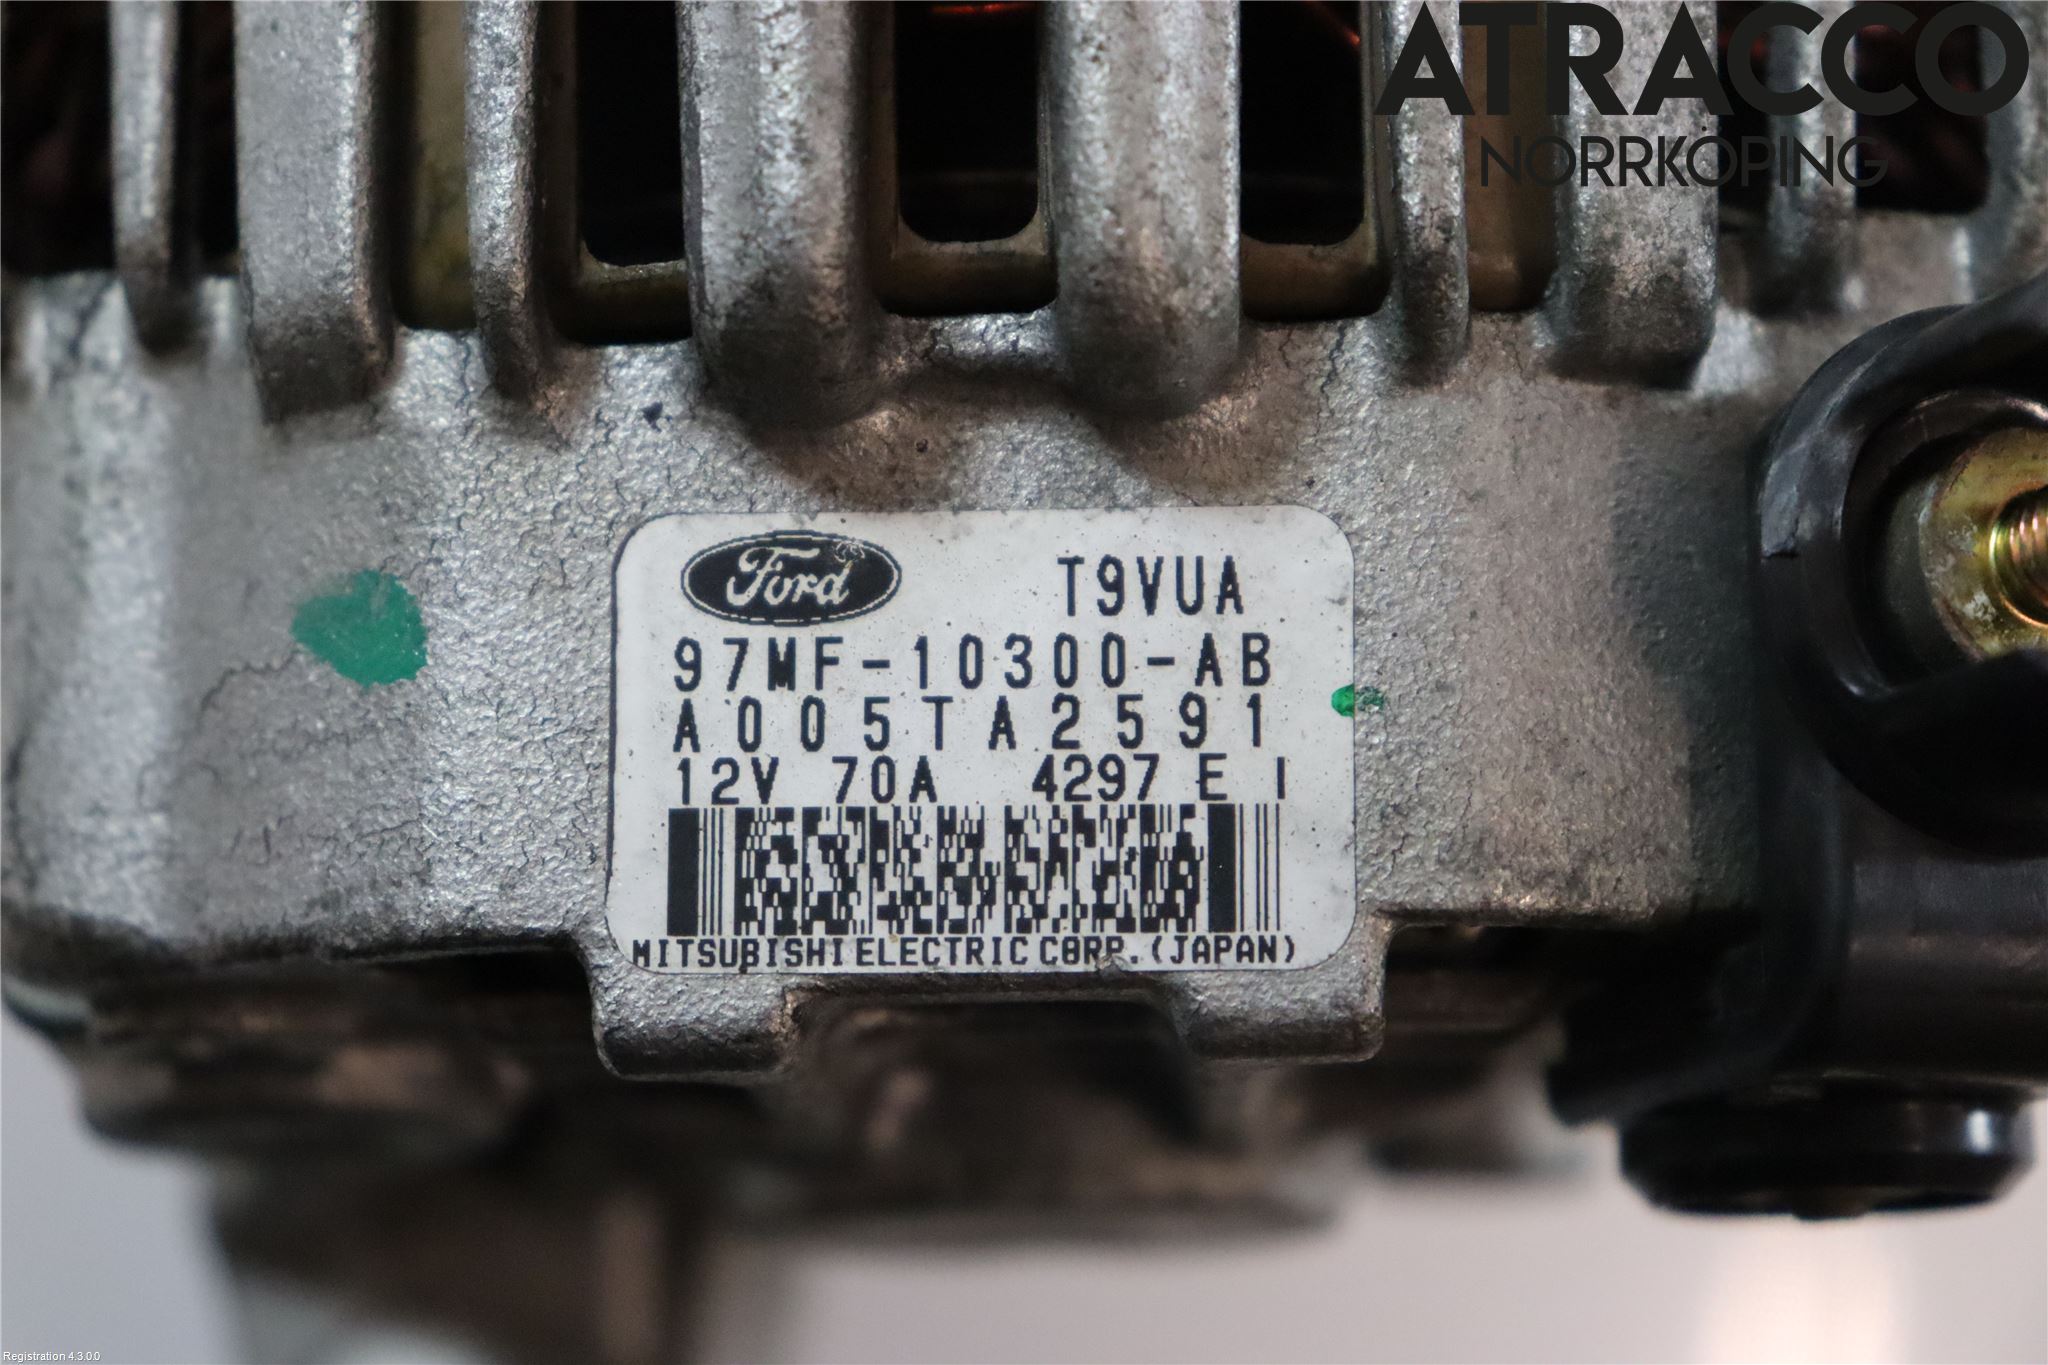 ATRACCO
NORRKÖPING
Ford T9VUA
97MF-10300-AB
A005TA2591
12V 70A 4297 E I
MITSUBISHI ELECTRIC CORP. (JAPAN)
Registration 4.3.0.0